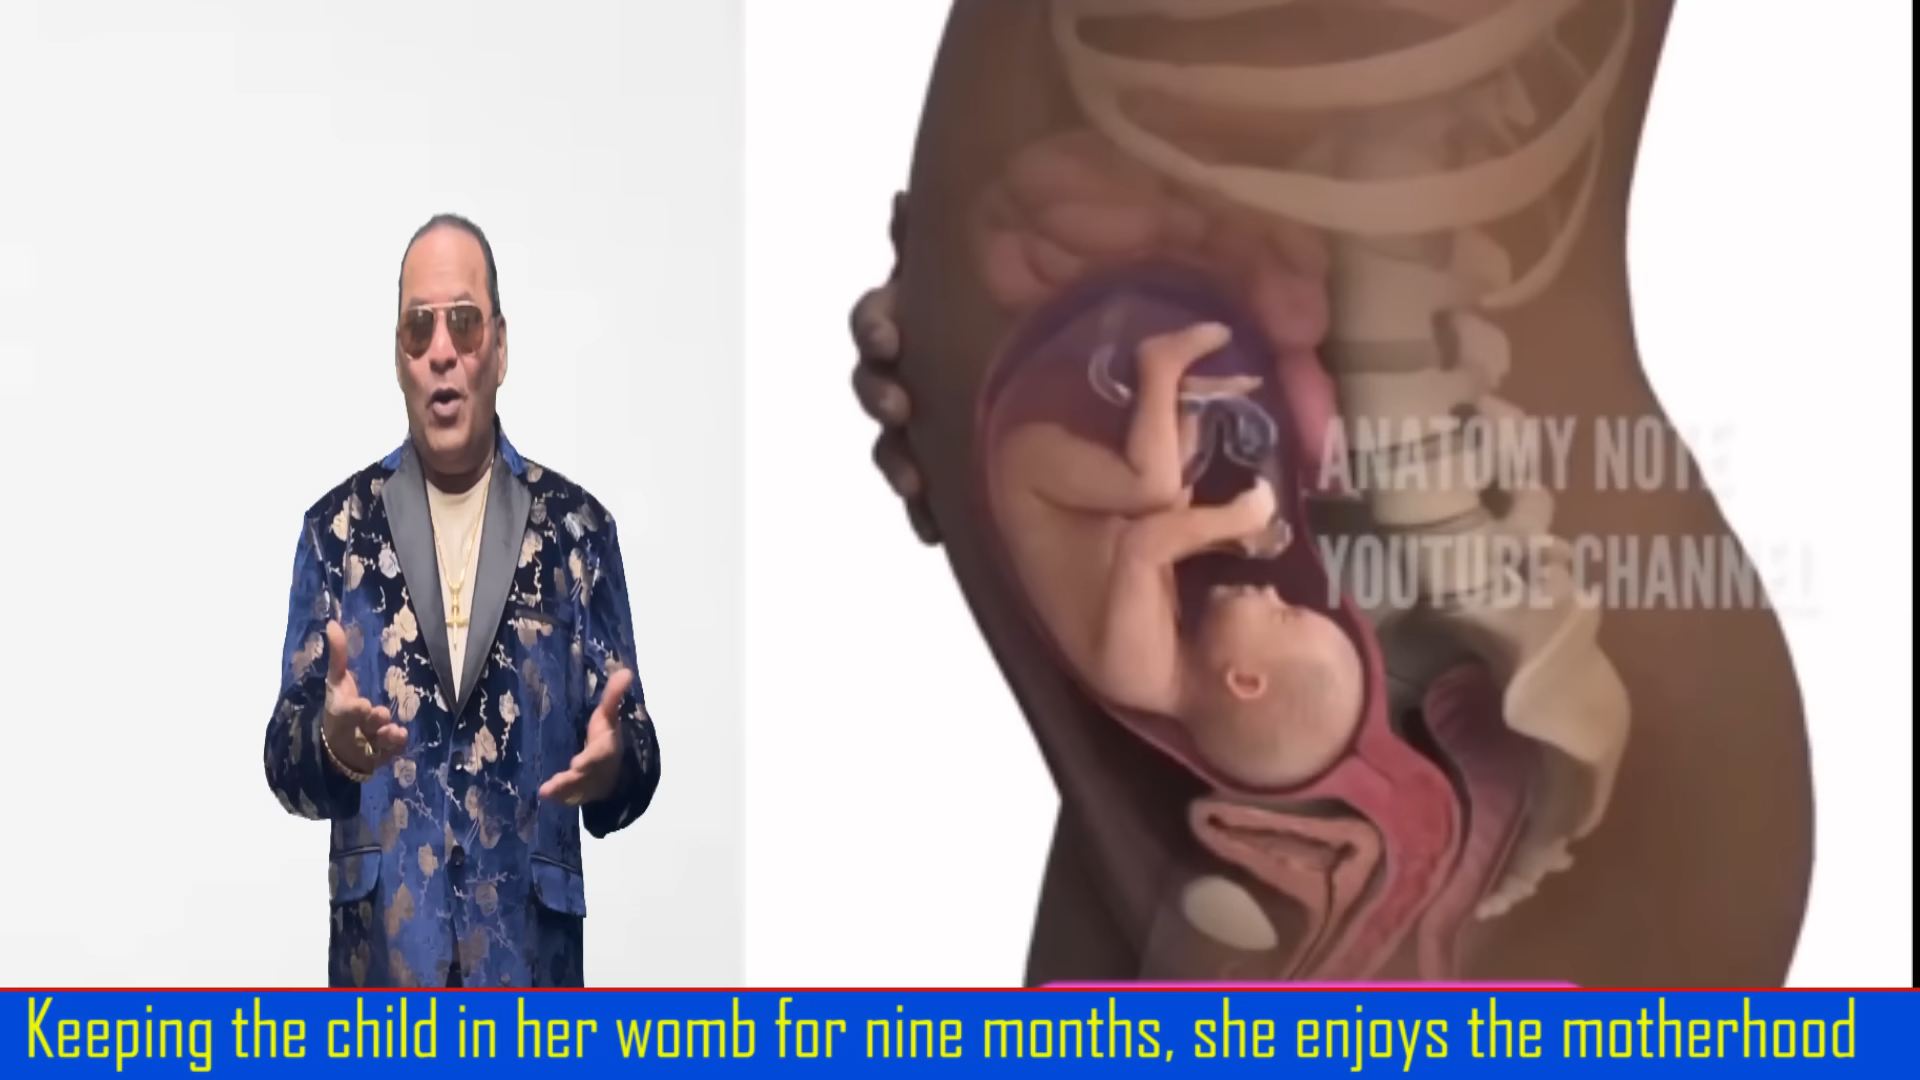 ANATOMY NOTE
YOUTUBE CHANNEL
Keeping the child in her womb for nine months, she enjoys the motherhood